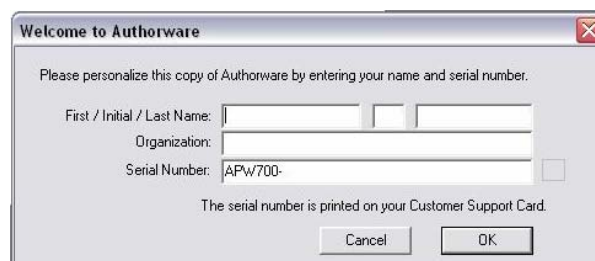 Welcome to Authorware
Please personalize this copy of Authorware by entering your name and serial number.
First / Initial / Last Name:
Organization:
Serial Number: APW700-
The serial number is printed on your Customer Support Card.
Cancel OK